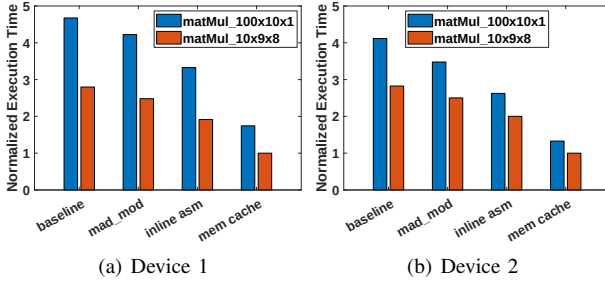 Normalized Execution Time
5
4
3
2
1
0
matMul_100x10x1
matMul_10x9x8
baseline
mad_mod
inline asm
mem cache
(a) Device 1
Normalized Execution Time
5
4
3
2
1
0
matMul_100x10x1
matMul_10x9x8
baseline
mad_mod
inline asm
mem cache
(b) Device 2